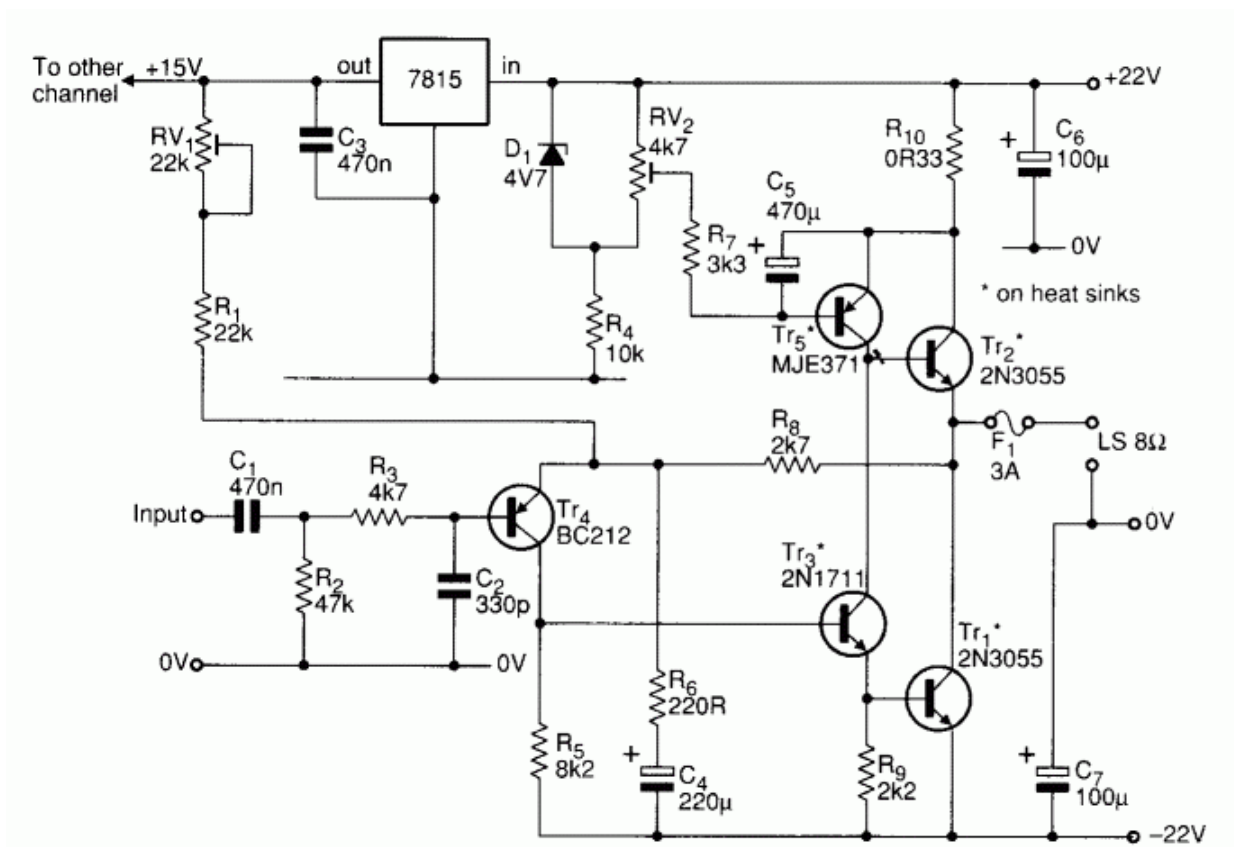 To other
channel
+15V
out
7815
in
+22V
RV1
22k
C3
470n
D1
4V7
RV2
4k7
R10
0R33
C6
100µ
C5
470µ
R7
3k3
0V
* on heat sinks
R1
22k
R4
10k
Tr5*
MJE371
Tr2*
2N3055
R8
2k7
F1
3A
LS 8Ω
C1
470n
R3
4k7
Input
Tr4
BC212
0V
R2
47k
C2
330p
Tr3*
2N1711
0V
0V
Tr1*
2N3055
R6
220R
R5
8k2
C4
220µ
R9
2k2
C7
100µ
−22V